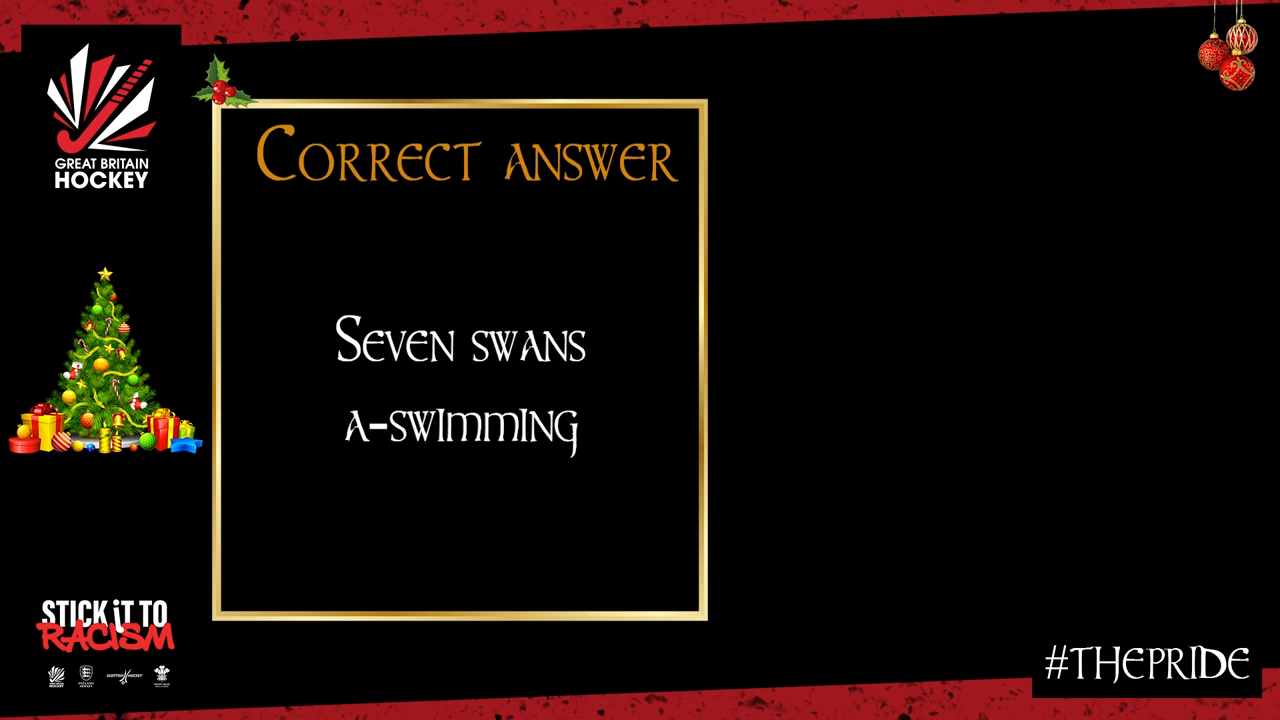 GREAT BRITAIN
HOCKEY
Correct answer
Seven swans
a-swimming
STICK iT TO
RACISM
#THEPRIDE